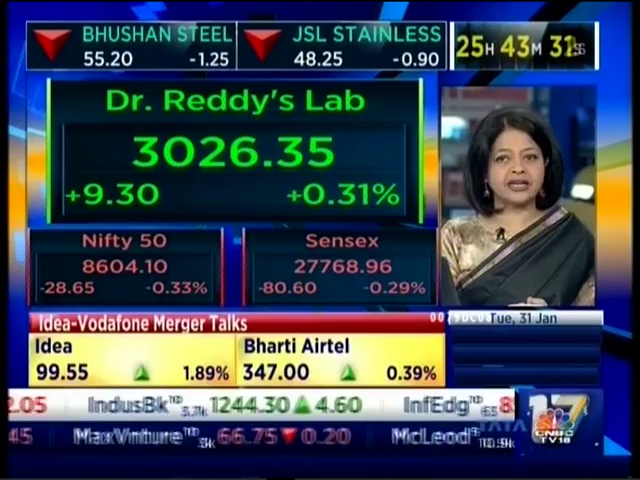 BHUSHAN STEEL
55.20 -1.25
JSL STAINLESS
48.25 -0.90
25H 43M
Dr. Reddy's Lab
3026.35
+9.30 +0.31%
Nifty 50
8604.10
-28.65 -0.33%
Sensex
27768.96
-80.60 -0.29%
Idea-Vodafone Merger Talks
Tue, 31 Jan
Idea
99.55 1.89%
Bharti Airtel
347.00 0.39%
2.05 IndusBk 1244.30 4.60 InfEdg
45 MaxVnture 66.75 0.20 McLeod
TATA
17
CNBC
TV18